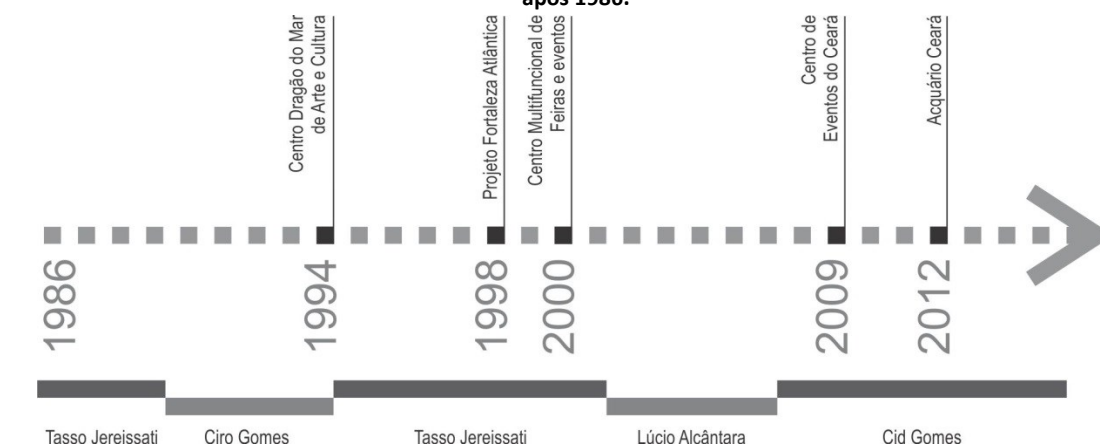 após 1986.
Centro Dragão do Mar
de Arte e Cultura
Projeto Fortaleza Atlântica
Centro Multifuncional de
Feiras e eventos
Centro de
Eventos do Ceará
Acquário Ceará
1986
1994
1998
2000
2009
2012
Tasso Jereissati
Ciro Gomes
Tasso Jereissati
Lúcio Alcântara
Cid Gomes